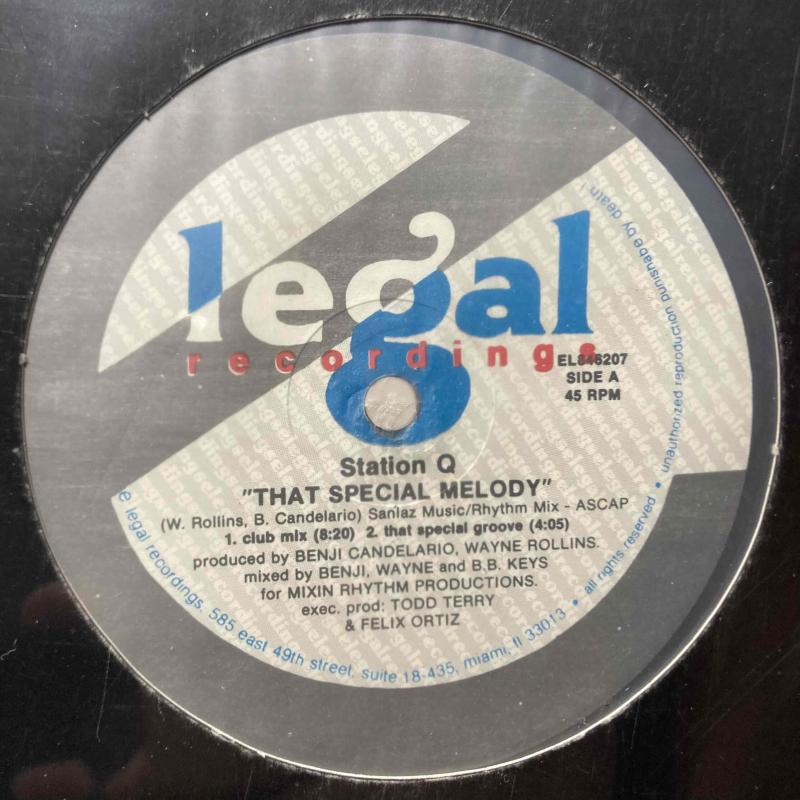 legal
recordings
EL846207
SIDE A
45 RPM
Station Q
"THAT SPECIAL MELODY"
(W. Rollins, B. Candelario) Sanlaz Music/Rhythm Mix - ASCAP
1. club mix (8:20) 2. that special groove (4:05)
produced by BENJI CANDELARIO, WAYNE ROLLINS.
mixed by BENJI, WAYNE and B.B. KEYS
for MIXIN RHYTHM PRODUCTIONS.
exec. prod: TODD TERRY
& FELIX ORTIZ
e legal recordings, 585 east 49th street, suite 18-435, miami, fl 33013 • all rights reserved • unauthorized reproduction punishabe by death !